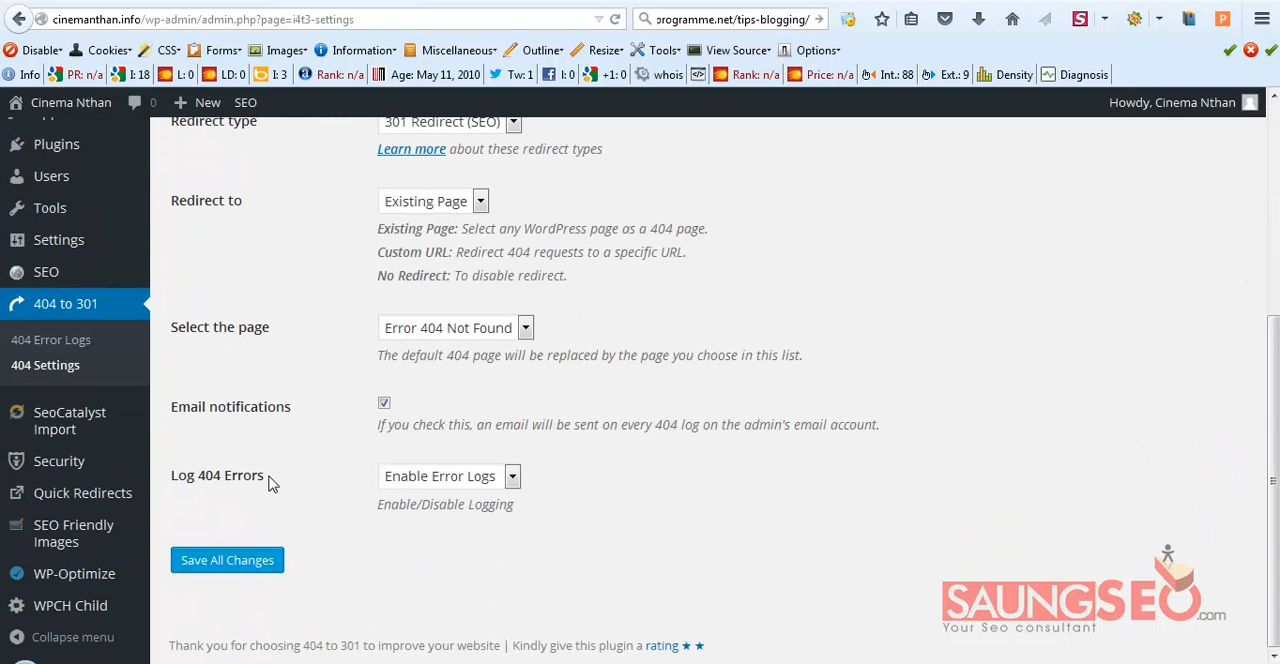 cinemanthan.info/wp-admin/admin.php?page=i4t3-settings
programme.net/tips-blogging/
Disable Cookies CSS Forms Images Information Miscellaneous Outline Resize Tools View Source Options
Info PR: n/a I: 18 L: 0 LD: 0 I: 3 Rank: n/a Age: May 11, 2010 Tw: 1 I: 0 +1: 0 whois Rank: n/a Price: n/a Int.: 88 Ext.: 9 Density Diagnosis
Cinema Nthan 0 New SEO Howdy, Cinema Nthan
Plugins
Users
Tools
Settings
SEO
404 to 301
404 Error Logs
404 Settings
SeoCatalyst
Import
Security
Quick Redirects
SEO Friendly
Images
WP-Optimize
WPCH Child
Collapse menu
Redirect type 301 Redirect (SEO)
Learn more about these redirect types
Redirect to Existing Page
Existing Page: Select any WordPress page as a 404 page.
Custom URL: Redirect 404 requests to a specific URL.
No Redirect: To disable redirect.
Select the page Error 404 Not Found
The default 404 page will be replaced by the page you choose in this list.
Email notifications
If you check this, an email will be sent on every 404 log on the admin's email account.
Log 404 Errors Enable Error Logs
Enable/Disable Logging
Save All Changes
SAUNGSEO.com
Your Seo consultant
Thank you for choosing 404 to 301 to improve your website | Kindly give this plugin a rating ★ ★